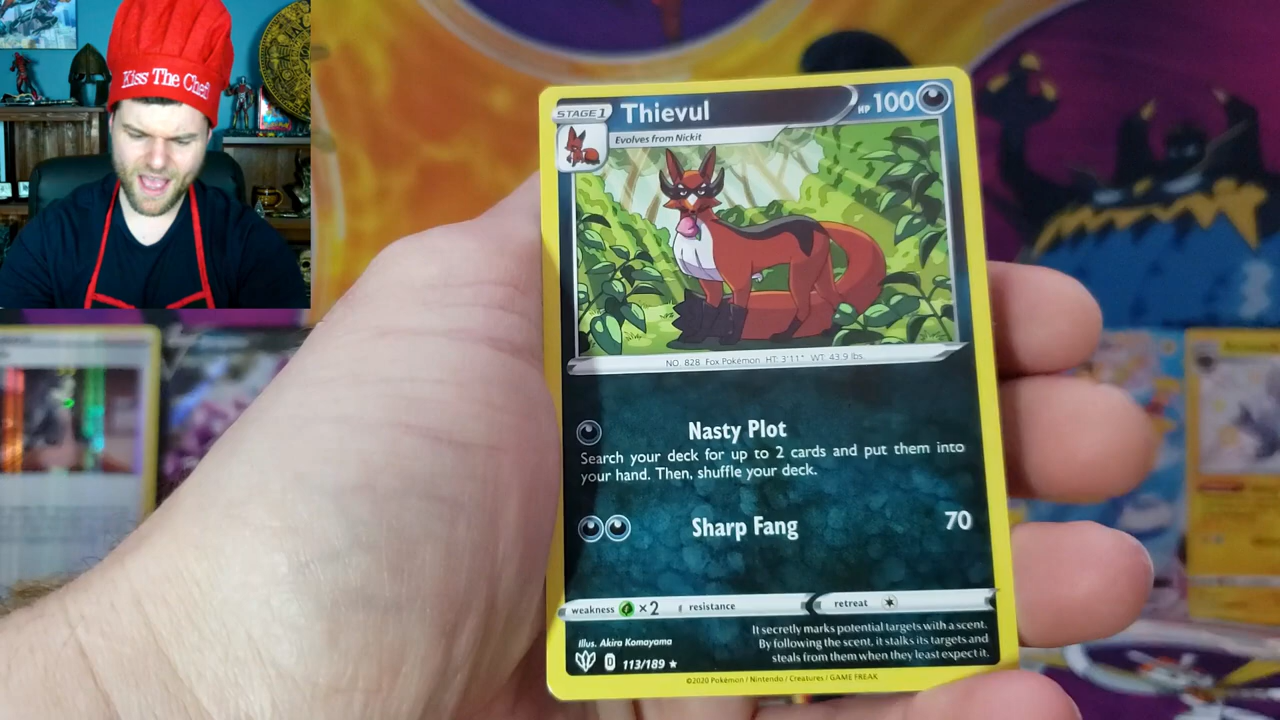 Kiss The Chef!
STAGE 1
Thievul
HP 100
Evolves from Nickit
NO. 828 Fox Pokémon HT: 3'11" WT: 43.9 lbs.
Nasty Plot
Search your deck for up to 2 cards and put them into
your hand. Then, shuffle your deck.
Sharp Fang 70
weakness ×2 resistance retreat
Illus. Akira Komayama
D 113/189 ★
It secretly marks potential targets with a scent.
By following the scent, it stalks its targets and
steals from them when they least expect it.
©2020 Pokémon / Nintendo / Creatures / GAME FREAK